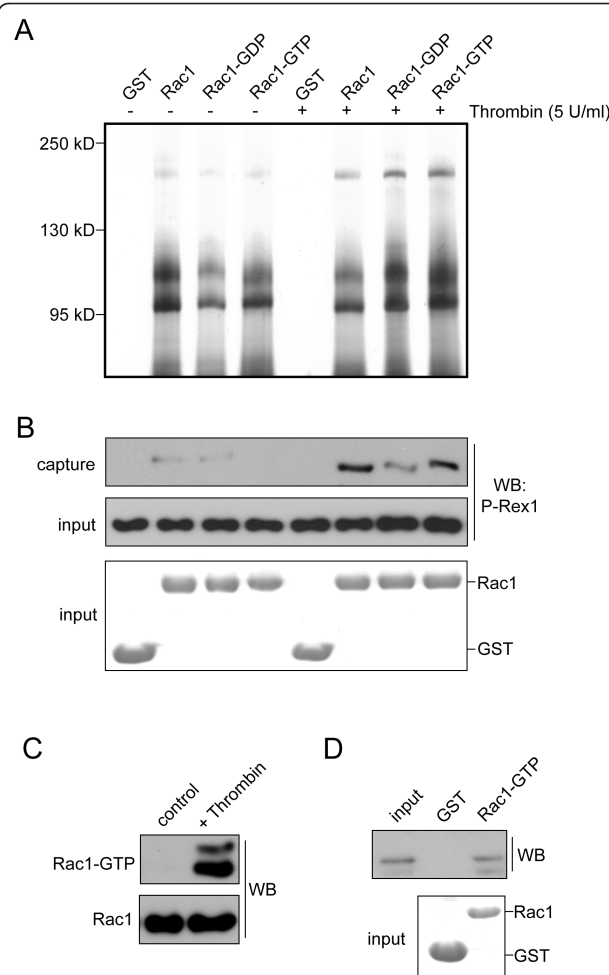 A
GST Rac1 Rac1-GDP Rac1-GTP GST Rac1 Rac1-GDP Rac1-GTP
- - - - + + + + Thrombin (5 U/ml)
250 kD
130 kD
95 kD
B
capture
WB:
P-Rex1
input
input
Rac1
GST
C
control + Thrombin
Rac1-GTP
WB
Rac1
D
input GST Rac1-GTP
WB
input
Rac1
GST